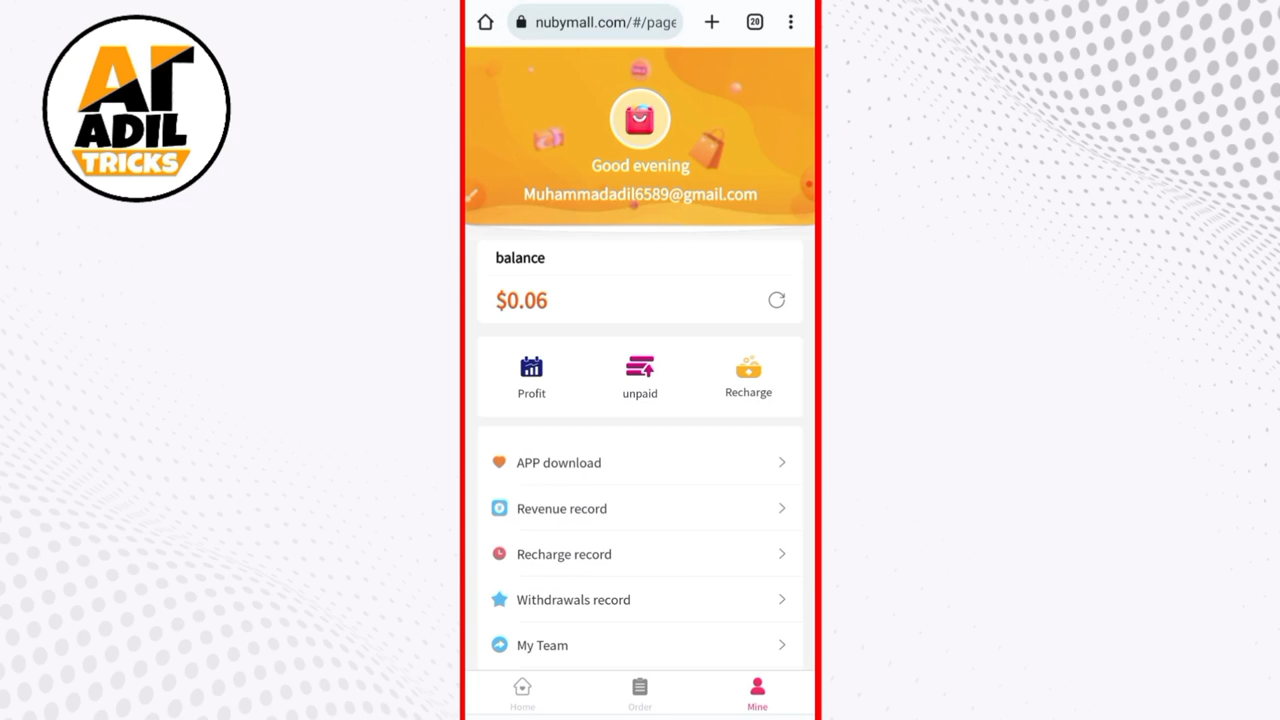 AT
ADIL
TRICKS
nubymall.com/#/page
20
Good evening
Muhammadadil6589@gmail.com
balance
$0.06
Profit
unpaid
Recharge
APP download
Revenue record
Recharge record
Withdrawals record
My Team
Home
Order
Mine